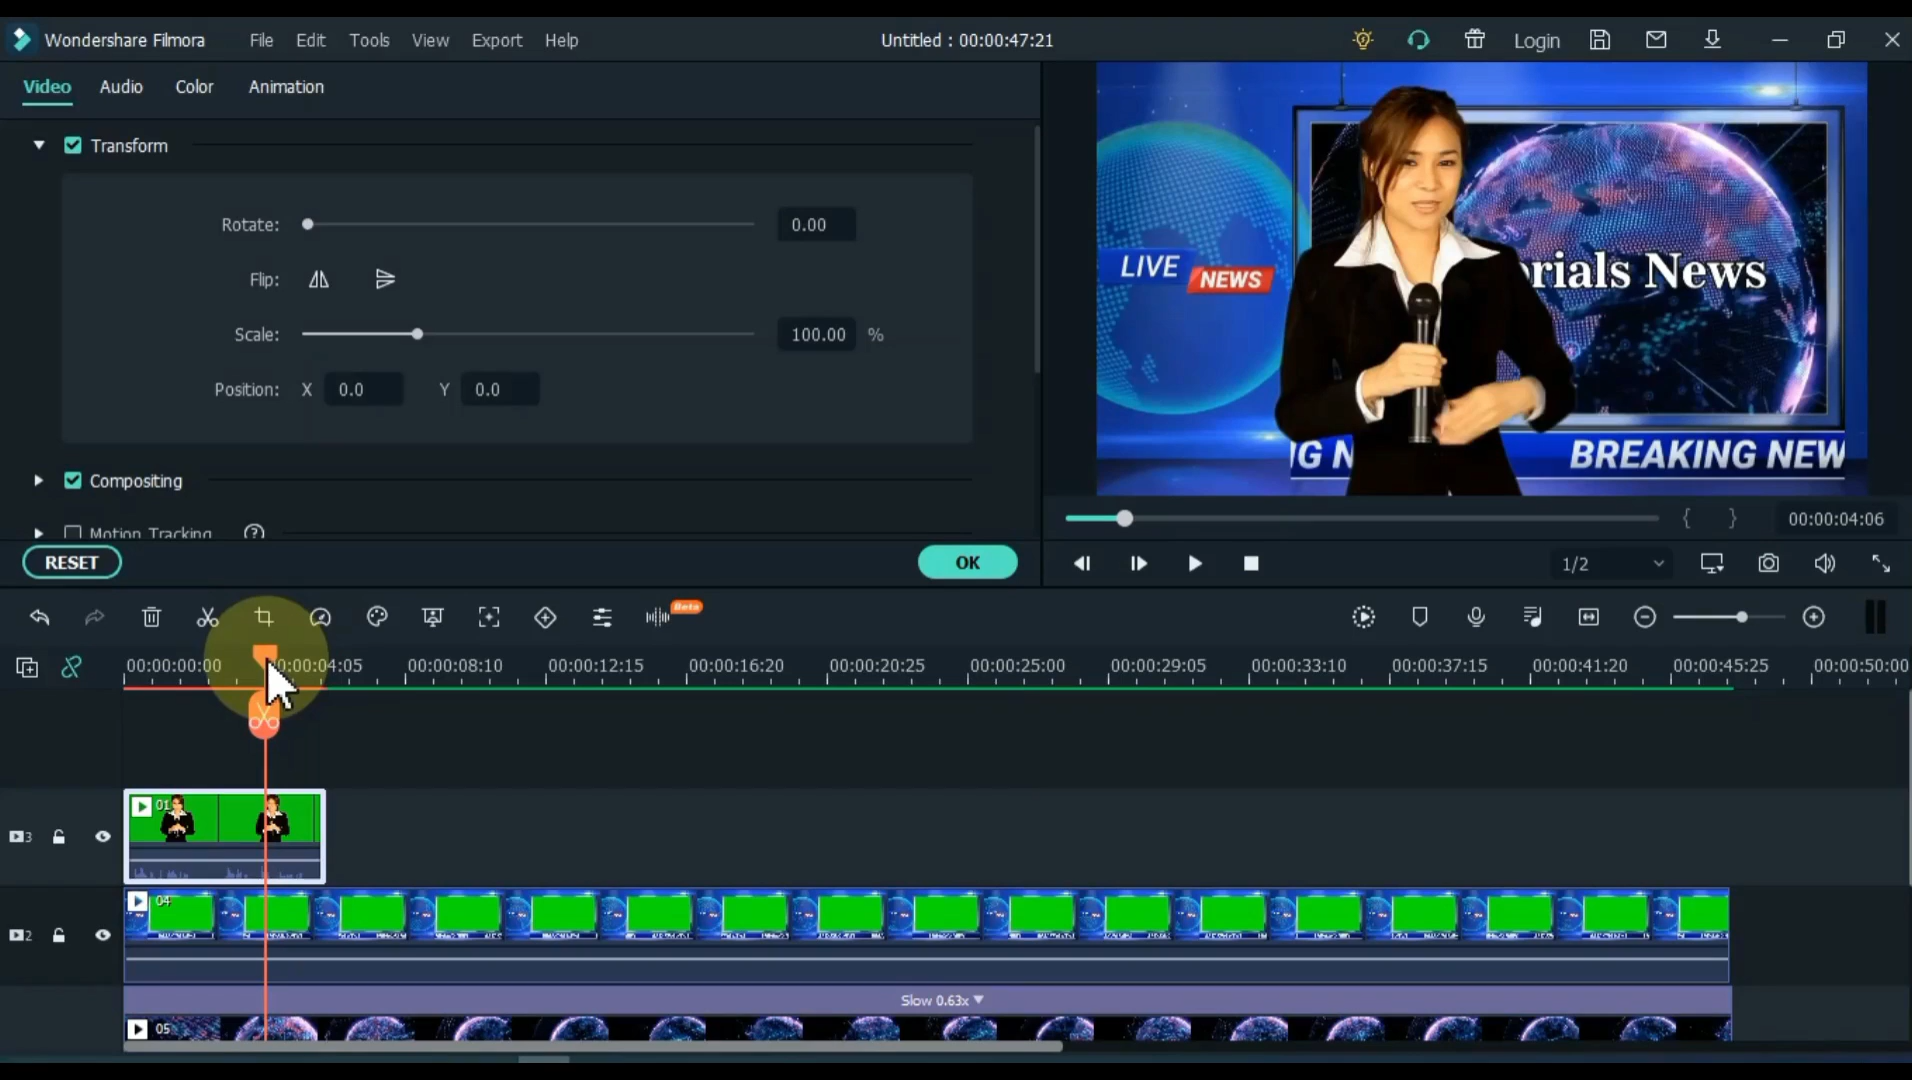 Wondershare Filmora File Edit Tools View Export Help Untitled : 00:00:47:21 Login
Video Audio Color Animation
Transform
Rotate: 0.00
Flip:
Scale: 100.00 %
Position: X 0.0 Y 0.0
Compositing
Motion Tracking
RESET OK
LIVE NEWS
orials News
IG N BREAKING NEW
{ } 00:00:04:06
1/2
Beta
00:00:00:00 00:00:04:05 00:00:08:10 00:00:12:15 00:00:16:20 00:00:20:25 00:00:25:00 00:00:29:05 00:00:33:10 00:00:37:15 00:00:41:20 00:00:45:25 00:00:50:00
3 01
2 04
Slow 0.63x
05